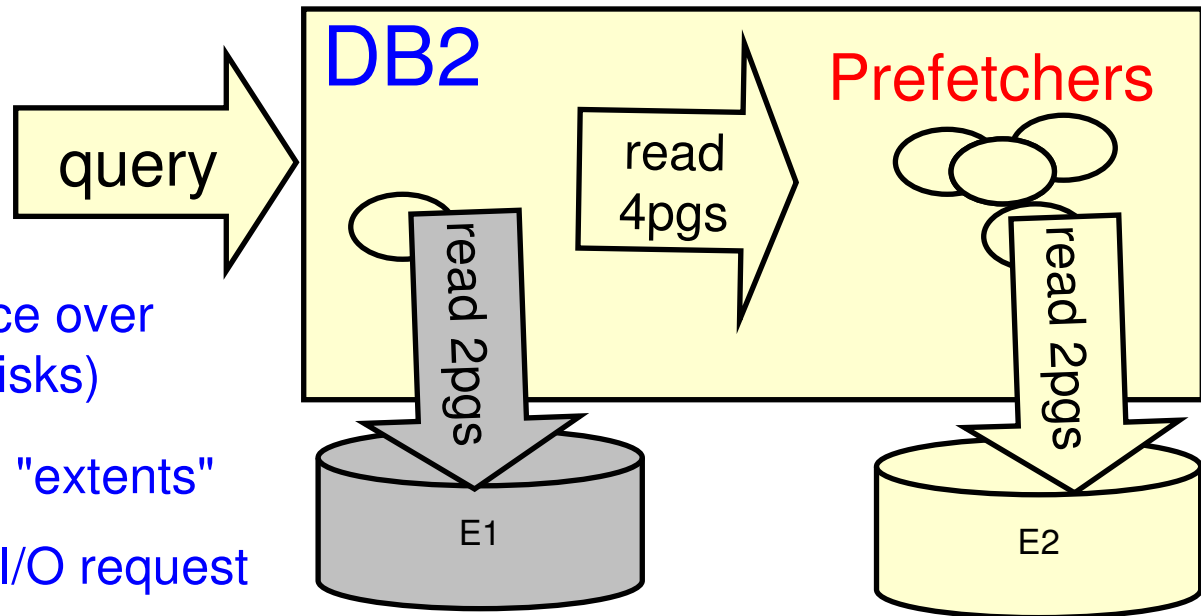 DB2
Prefetchers
query
read
4pgs
read 2pgs
read 2pgs
ce over
isks)
"extents"
I/O request
E1
E2